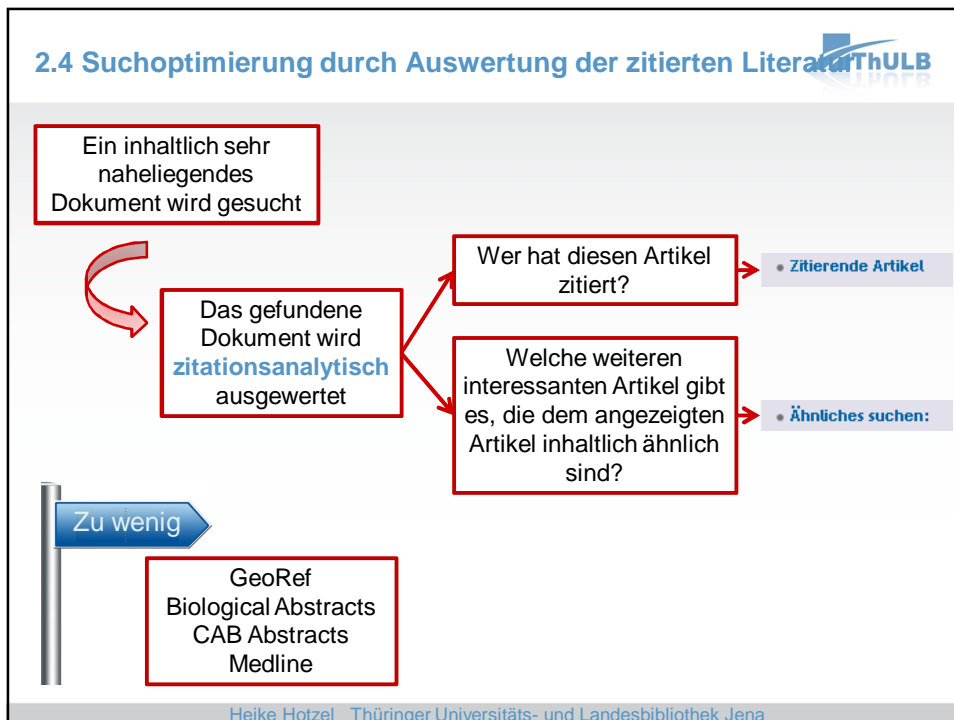 2.4 Suchoptimierung durch Auswertung der zitierten Literatur
ThULB
Ein inhaltlich sehr
naheliegendes
Dokument wird gesucht
Das gefundene
Dokument wird
zitationsanalytisch
ausgewertet
Wer hat diesen Artikel
zitiert?
• Zitierende Artikel
Welche weiteren
interessanten Artikel gibt
es, die dem angezeigten
Artikel inhaltlich ähnlich
sind?
• Ähnliches suchen:
Zu wenig
GeoRef
Biological Abstracts
CAB Abstracts
Medline
Heike Hotzel Thüringer Universitäts- und Landesbibliothek Jena